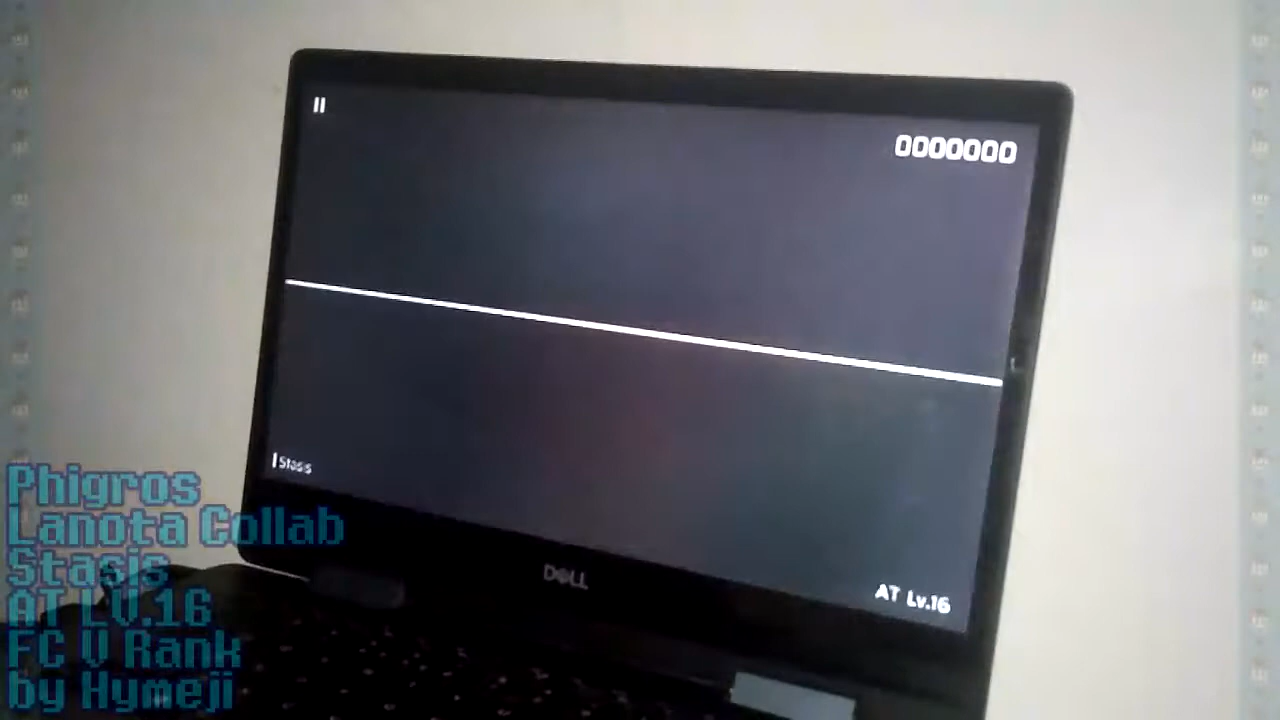 0000000
Stasis
AT Lv.16
DELL
Phigros
Lanota Collab
Stasis
AT LV.16
FC V Rank
by Hymeji